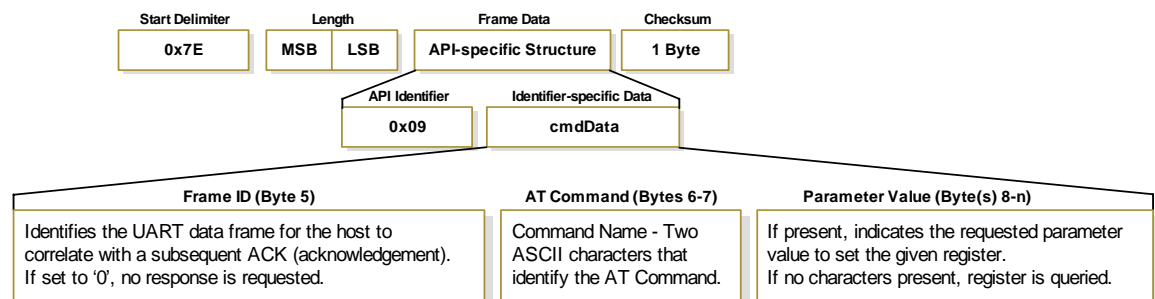 Start Delimiter Length Frame Data Checksum
0x7E MSB LSB API-specific Structure 1 Byte
API Identifier Identifier-specific Data
0x09 cmdData
Frame ID (Byte 5)
Identifies the UART data frame for the host to
correlate with a subsequent ACK (acknowledgement).
If set to ‘0’, no response is requested.
AT Command (Bytes 6-7)
Command Name - Two
ASCII characters that
identify the AT Command.
Parameter Value (Byte(s) 8-n)
If present, indicates the requested parameter
value to set the given register.
If no characters present, register is queried.